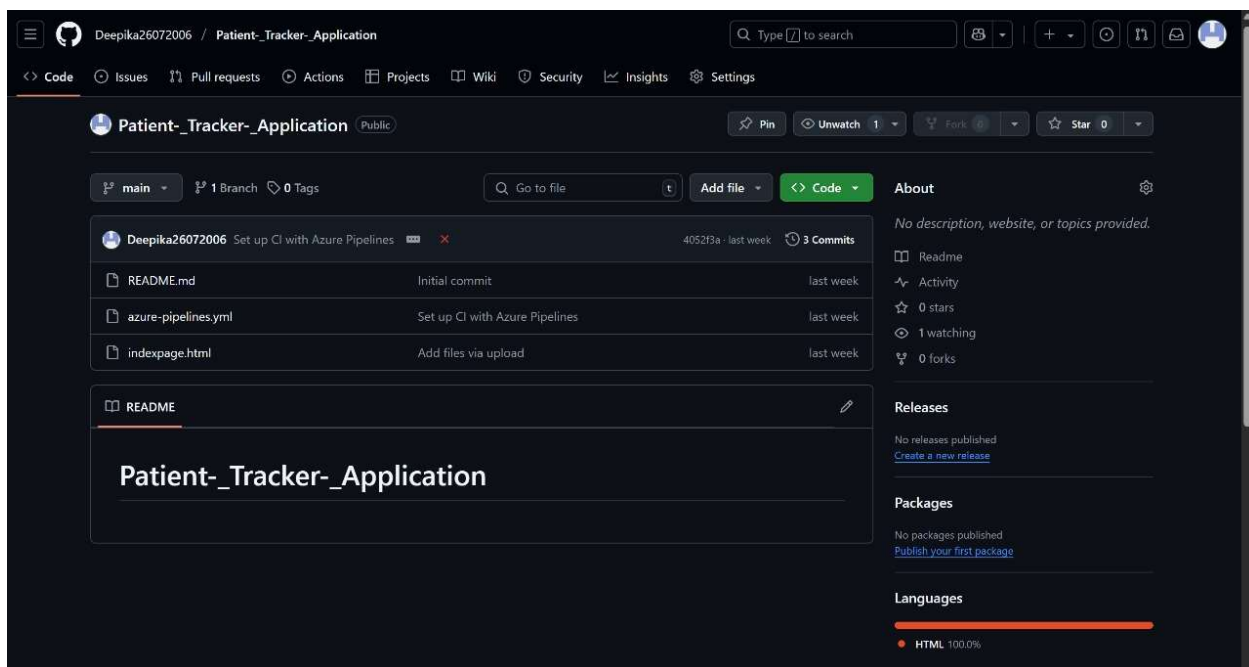 Deepika26072006 / Patient-_Tracker-_Application
Type / to search
<> Code Issues Pull requests Actions Projects Wiki Security Insights Settings
Patient-_Tracker-_Application Public
Pin Unwatch 1 Fork 0 Star 0
main 1 Branch 0 Tags Go to file t Add file <> Code
Deepika26072006 Set up CI with Azure Pipelines 4052f3a · last week 3 Commits
README.md Initial commit last week
azure-pipelines.yml Set up CI with Azure Pipelines last week
indexpage.html Add files via upload last week
README
Patient-_Tracker-_Application
About
No description, website, or topics provided.
Readme
Activity
0 stars
1 watching
0 forks
Releases
No releases published
Create a new release
Packages
No packages published
Publish your first package
Languages
HTML 100.0%